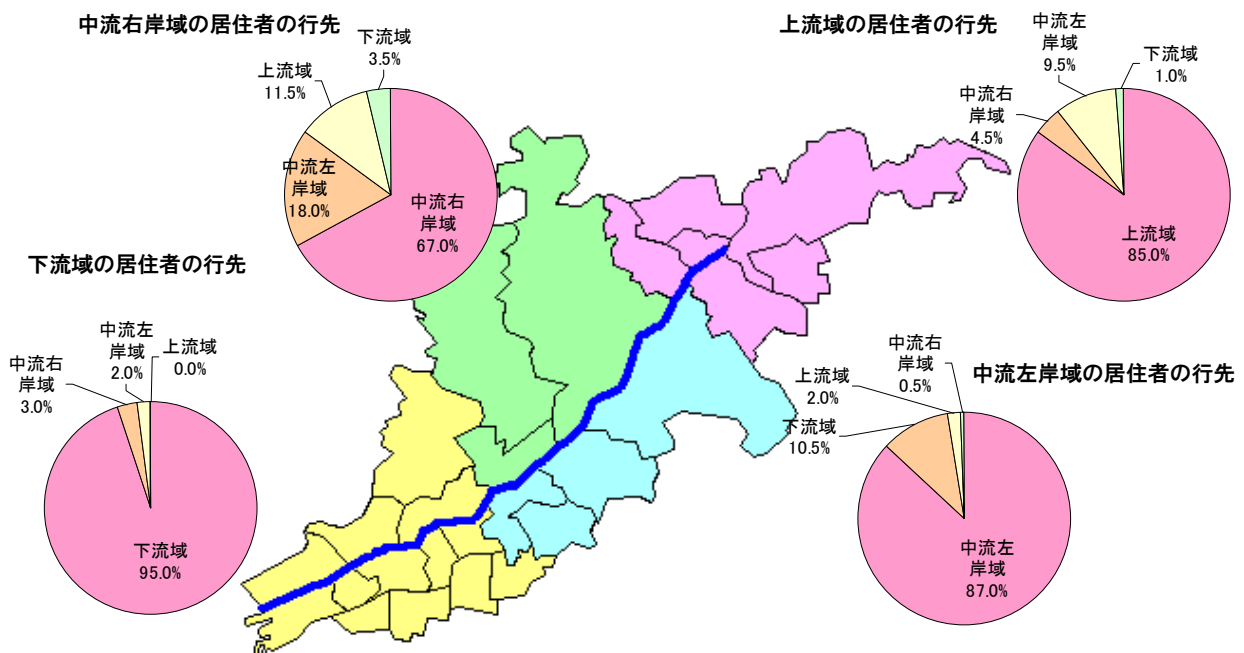 中流右岸域の居住者の行先
下流域
3.5%
上流域
11.5%
中流左
岸域
18.0%
中流右
岸域
67.0%
上流域の居住者の行先
中流左
岸域
9.5%
下流域
1.0%
中流右
岸域
4.5%
上流域
85.0%
下流域の居住者の行先
中流左
岸域
2.0%
上流域
0.0%
中流右
岸域
3.0%
下流域
95.0%
中流左岸域の居住者の行先
中流右
岸域
0.5%
上流域
2.0%
下流域
10.5%
中流左
岸域
87.0%